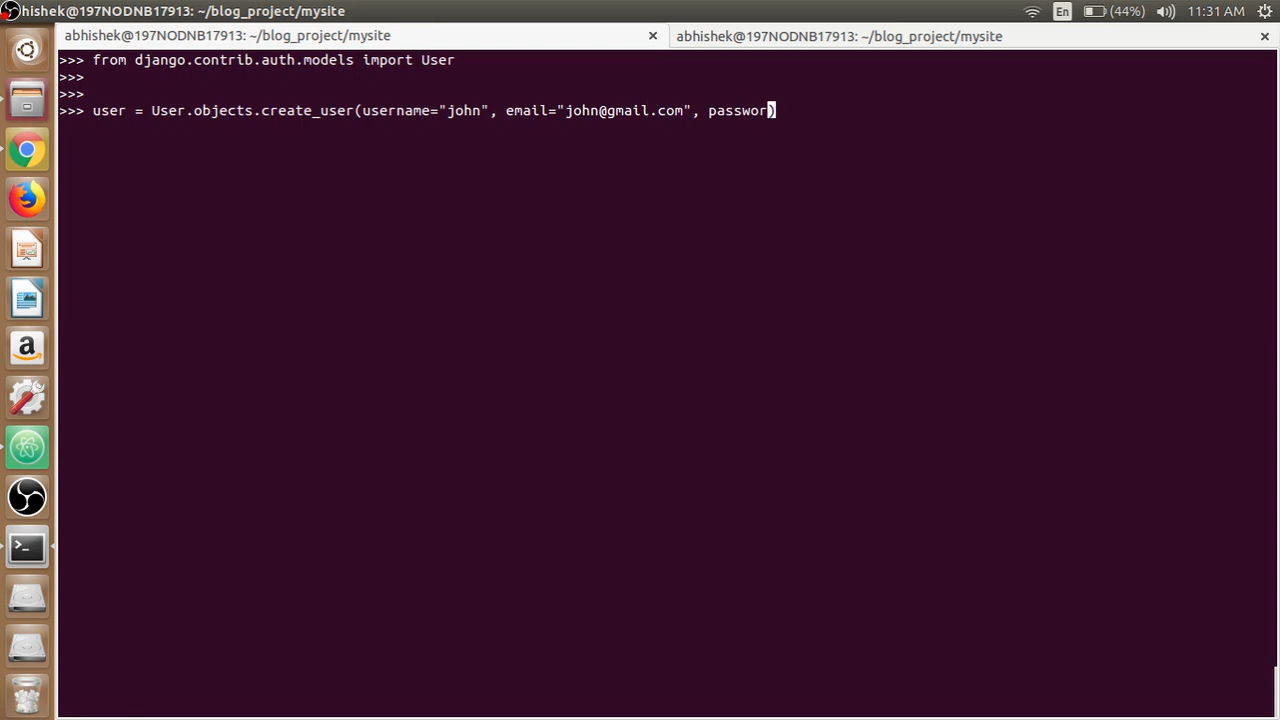 hishek@197NODNB17913: ~/blog_project/mysite En (44%) 11:31 AM
abhishek@197NODNB17913: ~/blog_project/mysite × abhishek@197NODNB17913: ~/blog_project/mysite ×
>>> from django.contrib.auth.models import User
>>>
>>>
>>> user = User.objects.create_user(username="john", email="john@gmail.com", passwor)